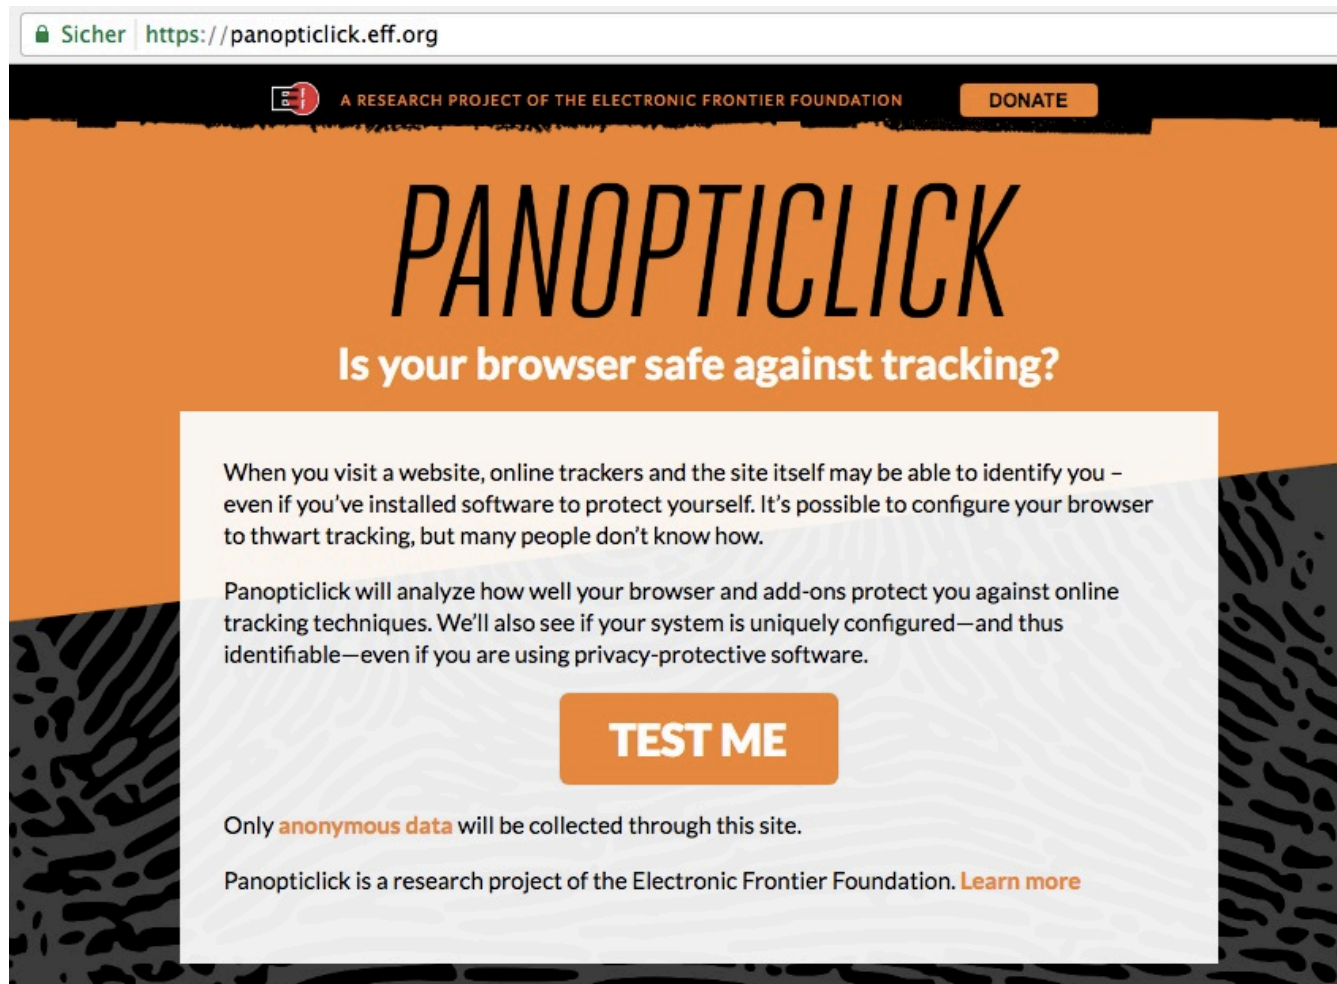 Sicher https://panopticlick.eff.org
A RESEARCH PROJECT OF THE ELECTRONIC FRONTIER FOUNDATION
DONATE
PANOPTICLICK
Is your browser safe against tracking?
When you visit a website, online trackers and the site itself may be able to identify you –
even if you’ve installed software to protect yourself. It’s possible to configure your browser
to thwart tracking, but many people don’t know how.
Panopticlick will analyze how well your browser and add-ons protect you against online
tracking techniques. We’ll also see if your system is uniquely configured—and thus
identifiable—even if you are using privacy-protective software.
TEST ME
Only anonymous data will be collected through this site.
Panopticlick is a research project of the Electronic Frontier Foundation. Learn more